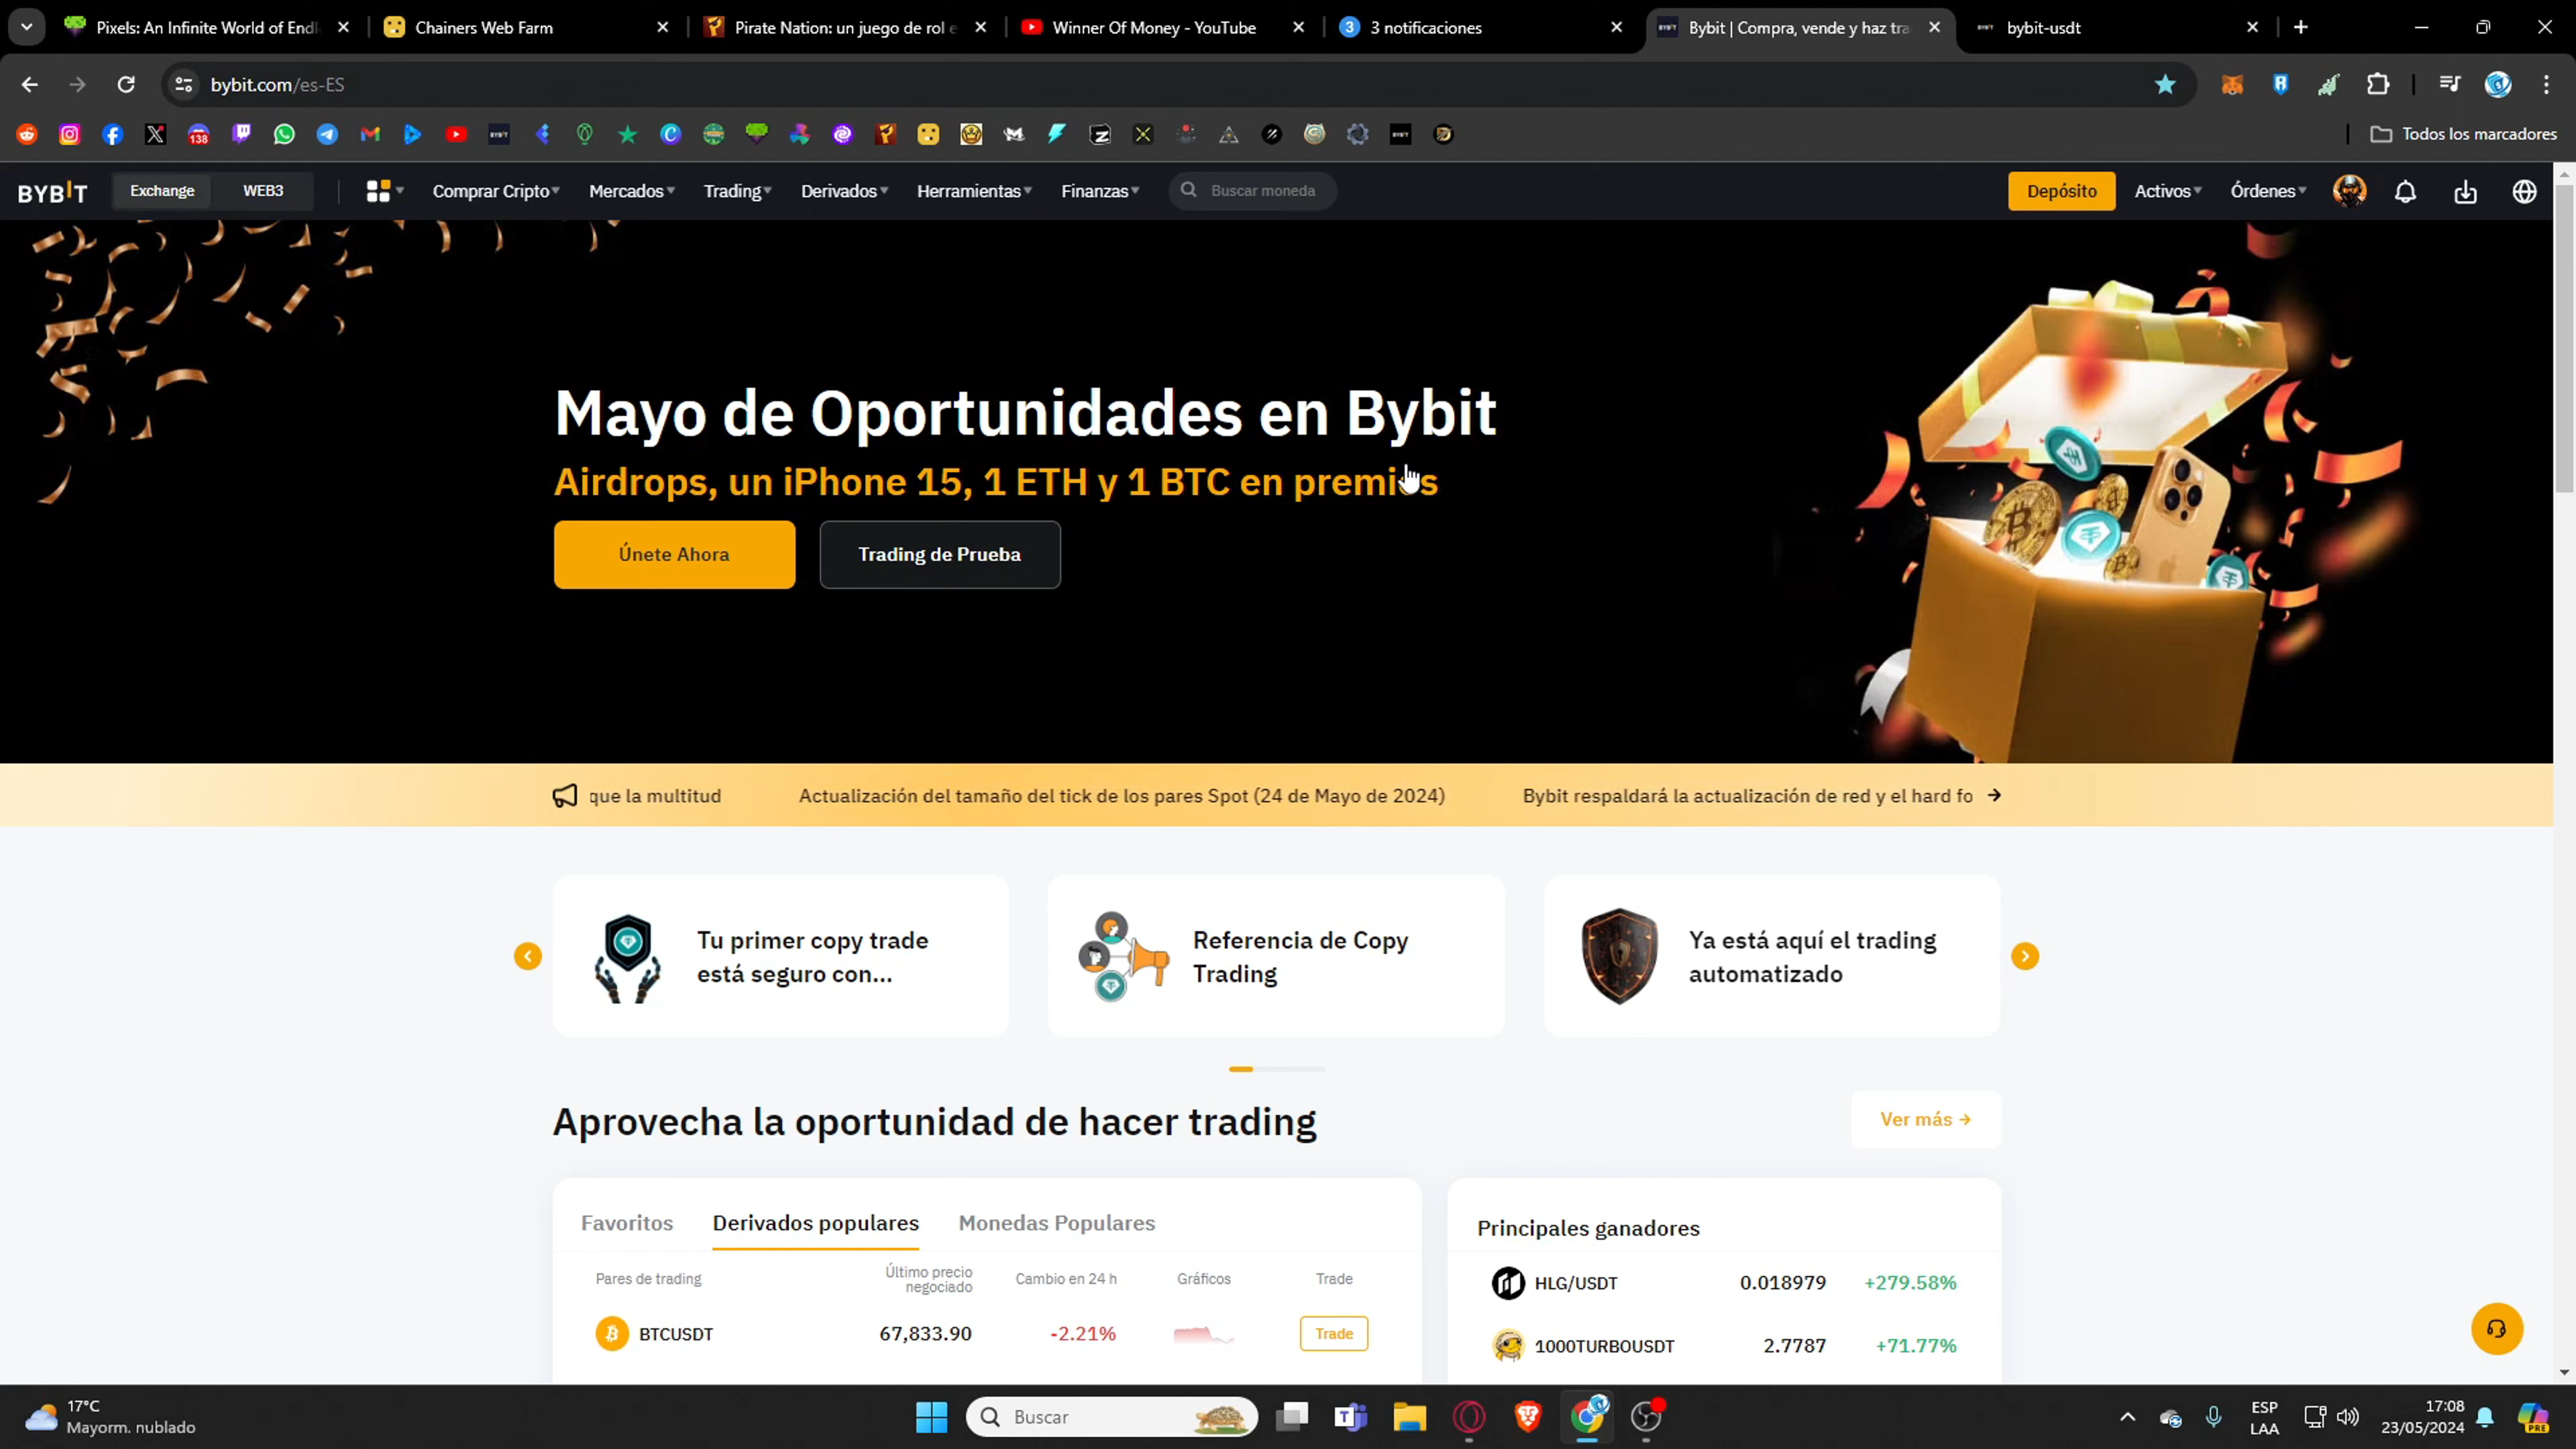 Pixels: An Infinite World of Endl
Chainers Web Farm
Pirate Nation: un juego de rol e
Winner Of Money - YouTube
3
3 notificaciones
Bybit | Compra, vende y haz tra
bybit-usdt
bybit.com/es-ES
138
Todos los marcadores
BYBIT
Exchange
WEB3
Comprar Cripto
Mercados
Trading
Derivados
Herramientas
Finanzas
Buscar moneda
Depósito
Activos
Órdenes
Mayo de Oportunidades en Bybit
Airdrops, un iPhone 15, 1 ETH y 1 BTC en premios
Únete Ahora
Trading de Prueba
que la multitud
Actualización del tamaño del tick de los pares Spot (24 de Mayo de 2024)
Bybit respaldará la actualización de red y el hard fo
Tu primer copy trade
está seguro con...
Referencia de Copy
Trading
Ya está aquí el trading
automatizado
Aprovecha la oportunidad de hacer trading
Ver más
Favoritos
Derivados populares
Monedas Populares
Pares de trading
Último precio
negociado
Cambio en 24 h
Gráficos
Trade
BTCUSDT
67,833.90
-2.21%
Trade
Principales ganadores
HLG/USDT
0.018979
+279.58%
1000TURBOUSDT
2.7787
+71.77%
17°C
Mayorm. nublado
Buscar
ESP
LAA
17:08
23/05/2024
PRE